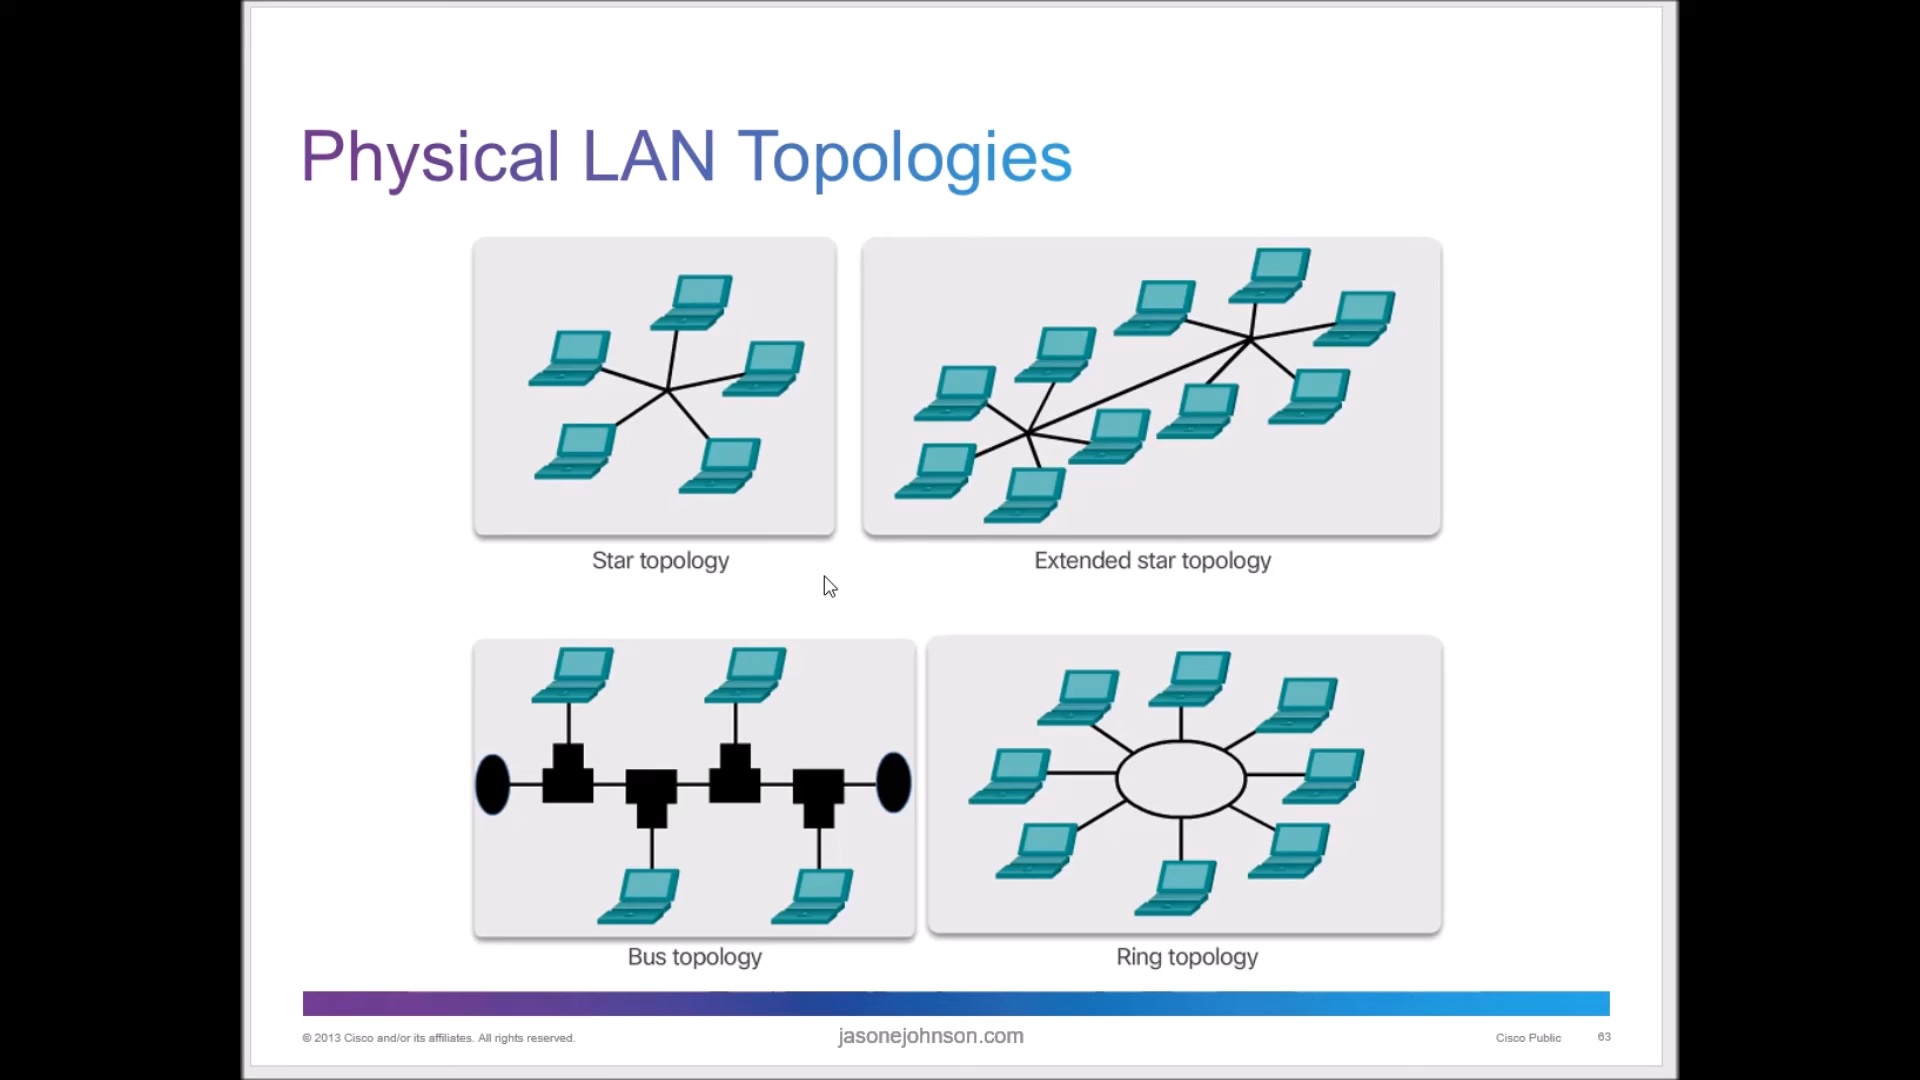 Physical LAN Topologies
Star topology
Extended star topology
Bus topology
Ring topology
© 2013 Cisco and/or its affiliates. All rights reserved.
jasonejohnson.com
Cisco Public
63